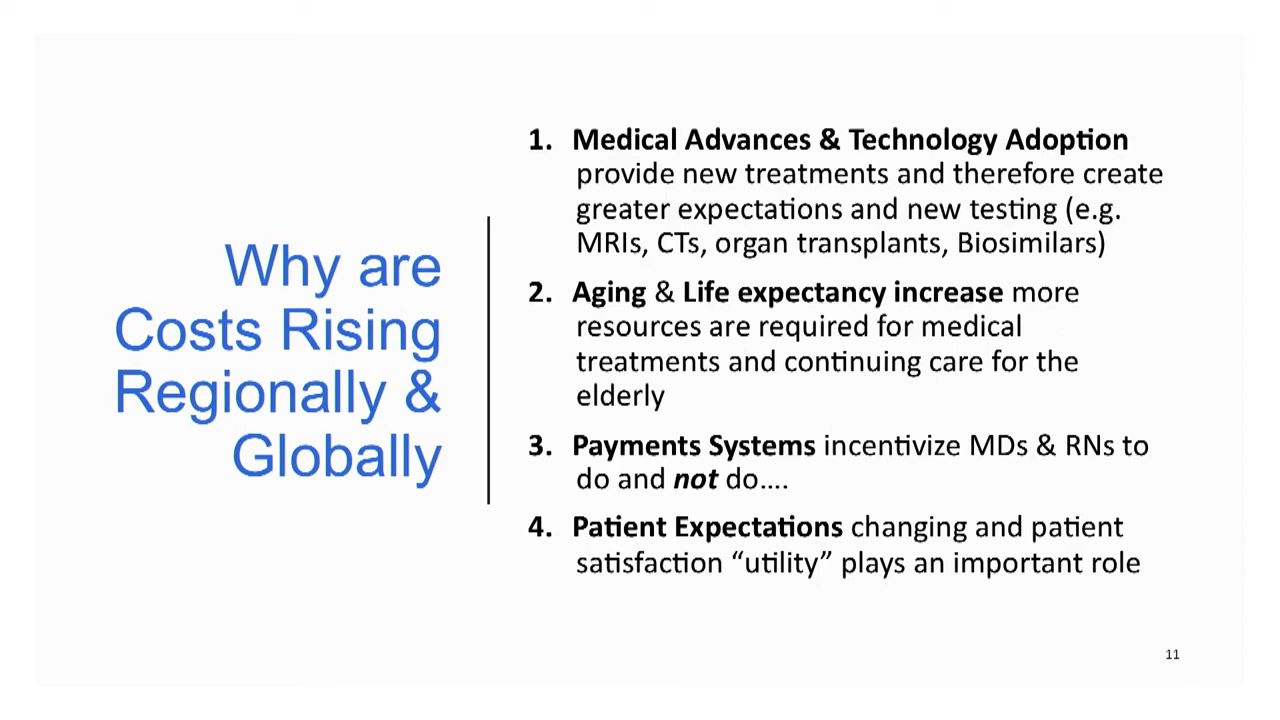 Why are
Costs Rising
Regionally &
Globally
1. Medical Advances & Technology Adoption
provide new treatments and therefore create
greater expectations and new testing (e.g.
MRIs, CTs, organ transplants, Biosimilars)
2. Aging & Life expectancy increase more
resources are required for medical
treatments and continuing care for the
elderly
3. Payments Systems incentivize MDs & RNs to
do and not do....
4. Patient Expectations changing and patient
satisfaction “utility” plays an important role
11